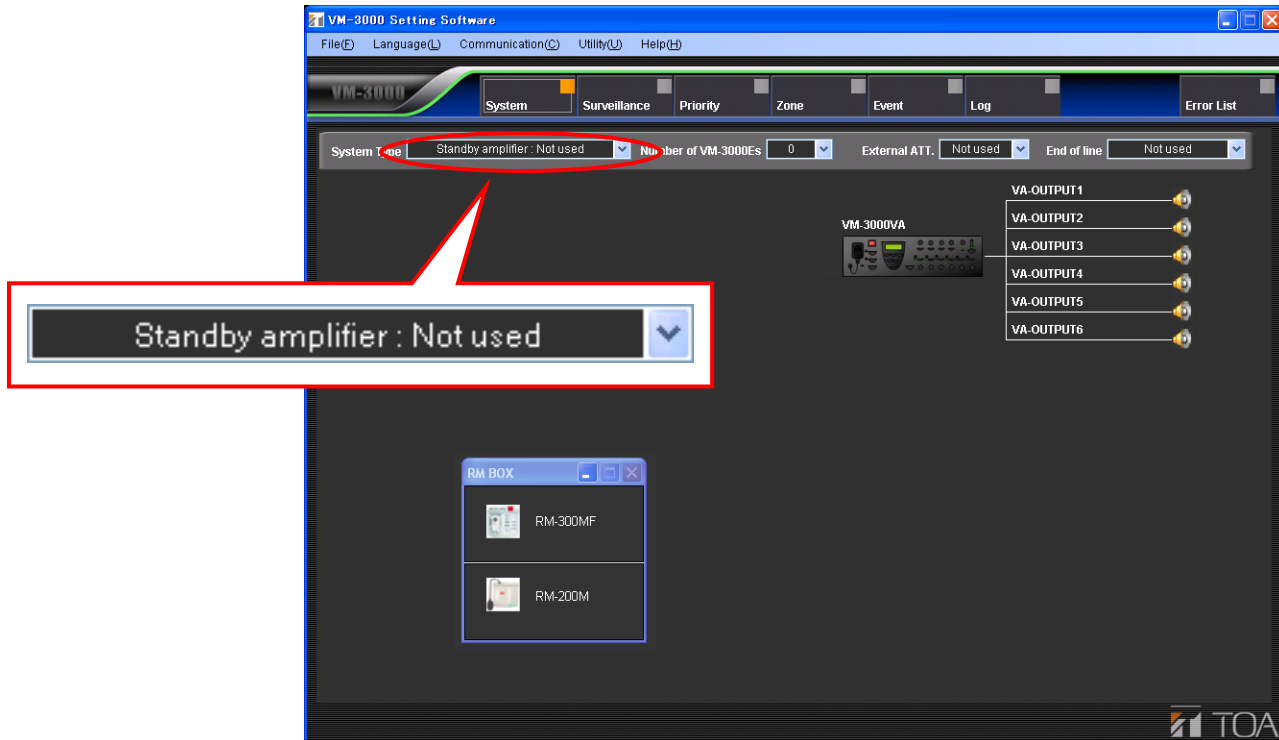 VM-3000 Setting Software
File(F) Language(L) Communication(C) Utility(U) Help(H)
VM-3000
System Surveillance Priority Zone Event Log Error List
System Type Standby amplifier : Not used Number of VM-3000Es 0 External ATT. Not used End of line Not used
VA-OUTPUT1
VM-3000VA
VA-OUTPUT2
VA-OUTPUT3
VA-OUTPUT4
VA-OUTPUT5
VA-OUTPUT6
Standby amplifier : Not used
RM BOX
RM-300MF
RM-200M
TOA